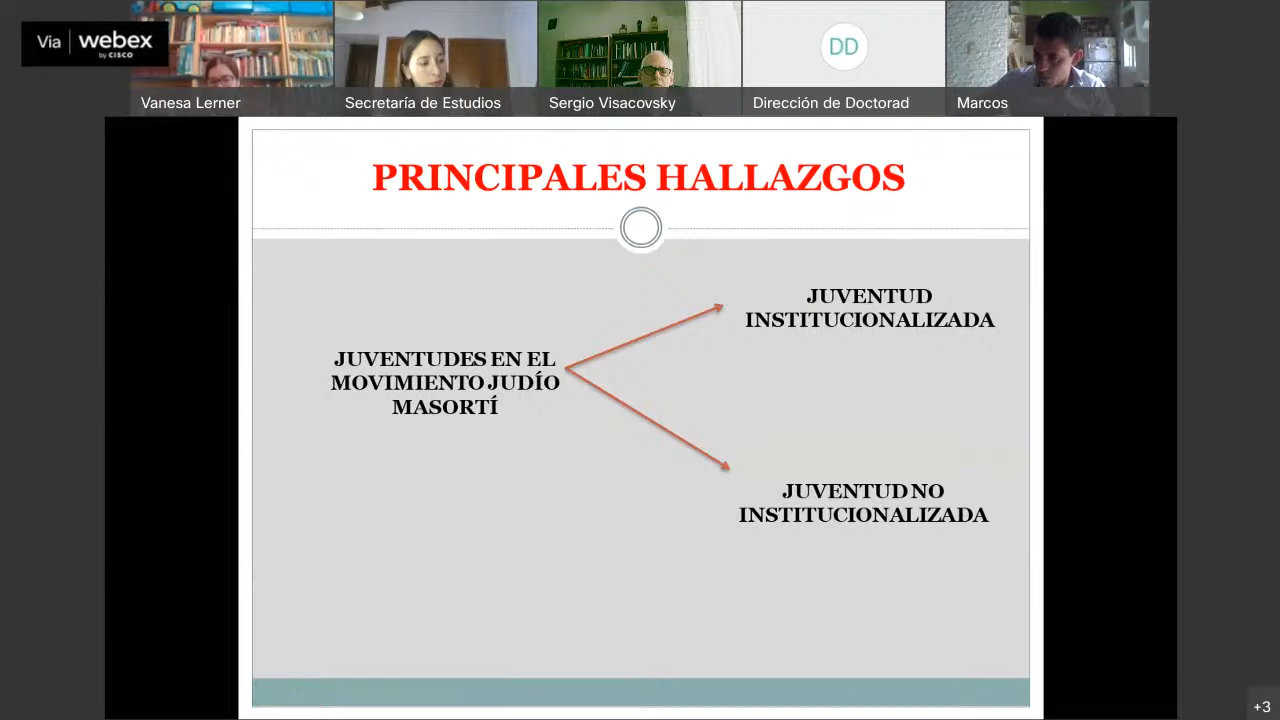 Via webex
by CISCO
Vanesa Lerner
Secretaría de Estudios
Sergio Visacovsky
DD
Dirección de Doctorad
Marcos
PRINCIPALES HALLAZGOS
JUVENTUDES EN EL
MOVIMIENTO JUDÍO
MASORTÍ
JUVENTUD
INSTITUCIONALIZADA
JUVENTUD NO
INSTITUCIONALIZADA
+3